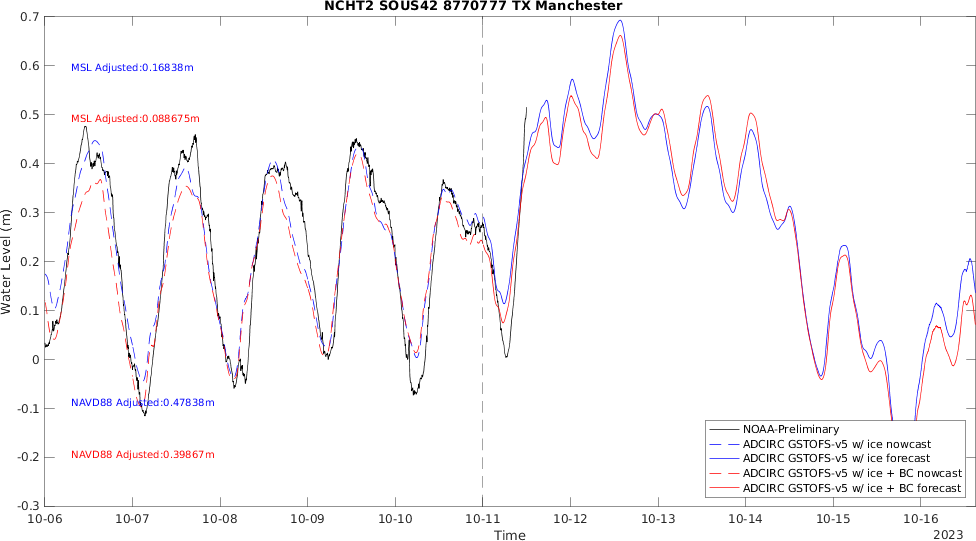 NCHT2 SOUS42 8770777 TX Manchester
0.7
0.6
0.5
0.4
0.3
0.2
0.1
0
-0.1
-0.2
-0.3
Water Level (m)
MSL Adjusted:0.16838m
MSL Adjusted:0.088675m
NAVD88 Adjusted:0.47838m
NAVD88 Adjusted:0.39867m
NOAA-Preliminary
ADCIRC GSTOFS-v5 w/ ice nowcast
ADCIRC GSTOFS-v5 w/ ice forecast
ADCIRC GSTOFS-v5 w/ ice + BC nowcast
ADCIRC GSTOFS-v5 w/ ice + BC forecast
10-06 10-07 10-08 10-09 10-10 10-11 10-12 10-13 10-14 10-15 10-16
Time
2023